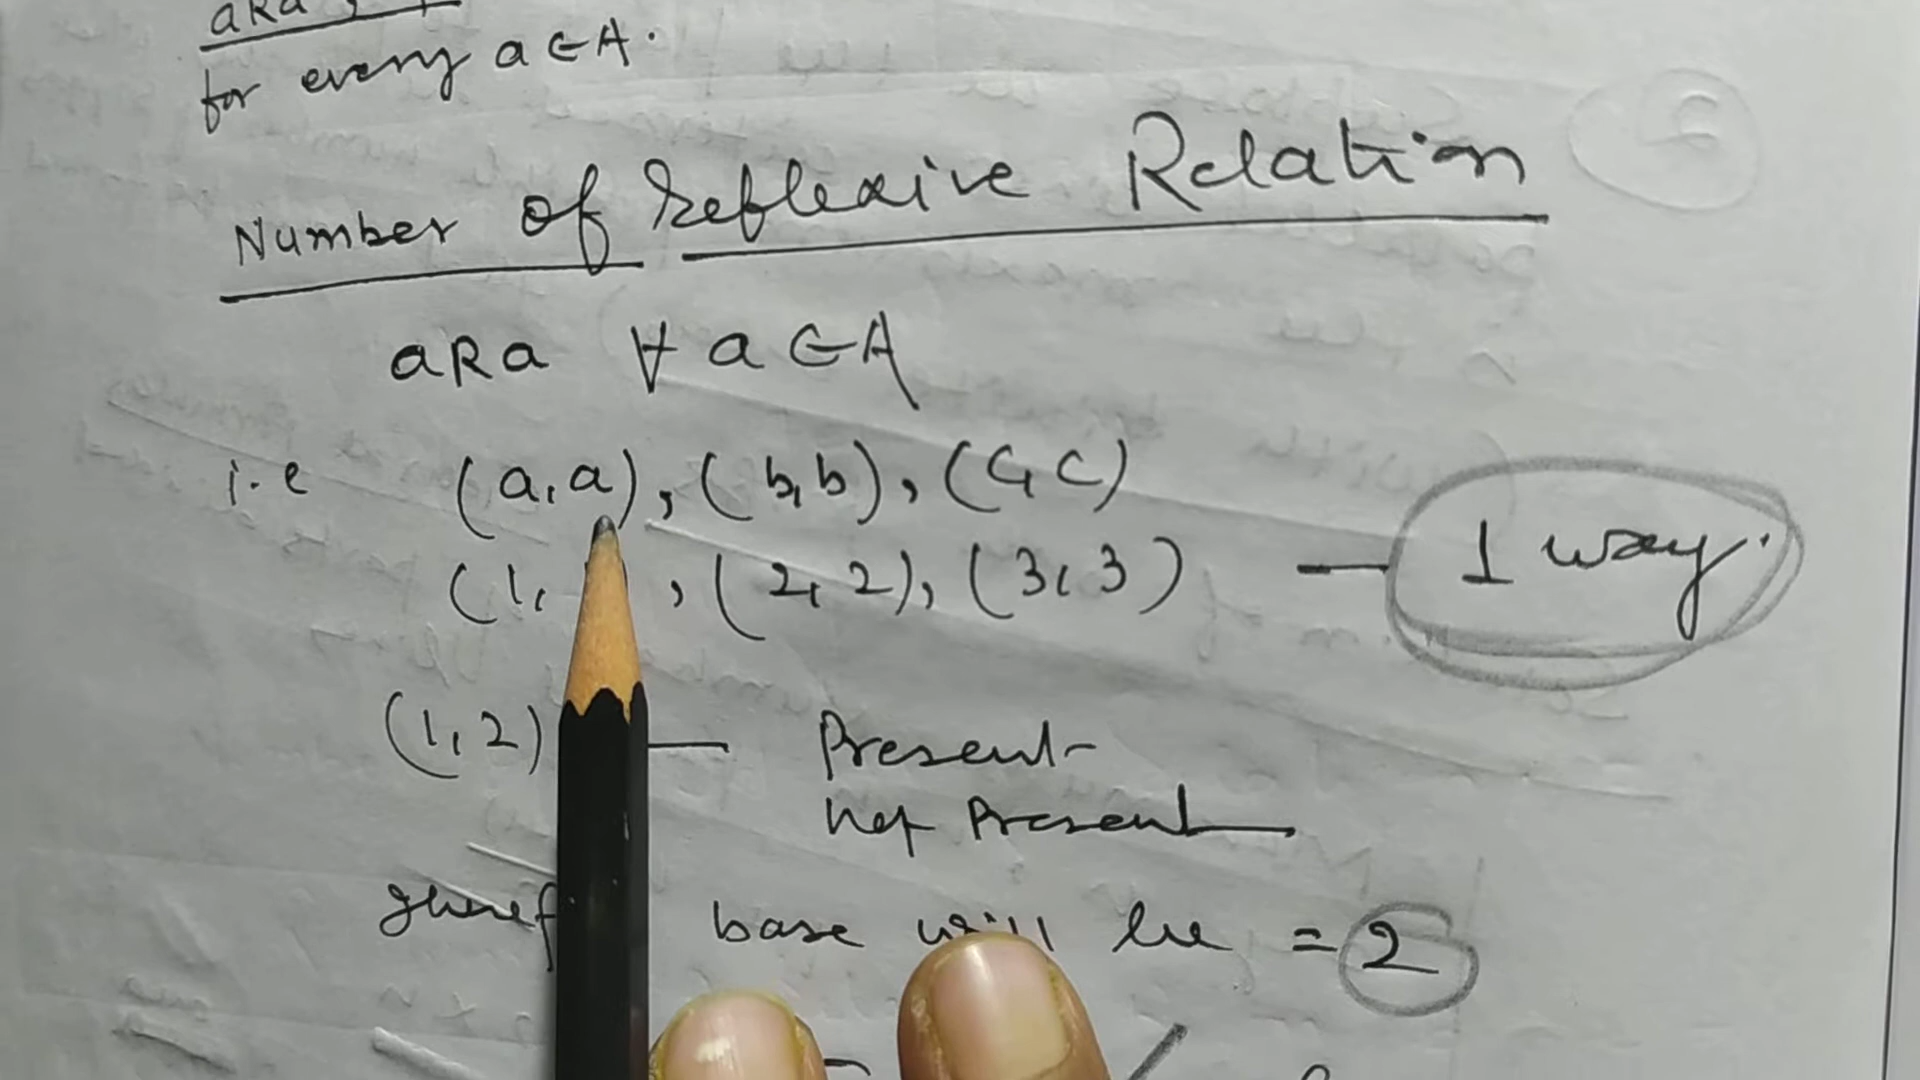 aRa
for every a ∈ A.
Number of reflexive Relation
aRa ∀ a ∈ A
i.e (a,a), (b,b), (c,c)
(1, , (2,2), (3,3) — 1 way.
(1,2) — Present
Not Present
base will be = 2